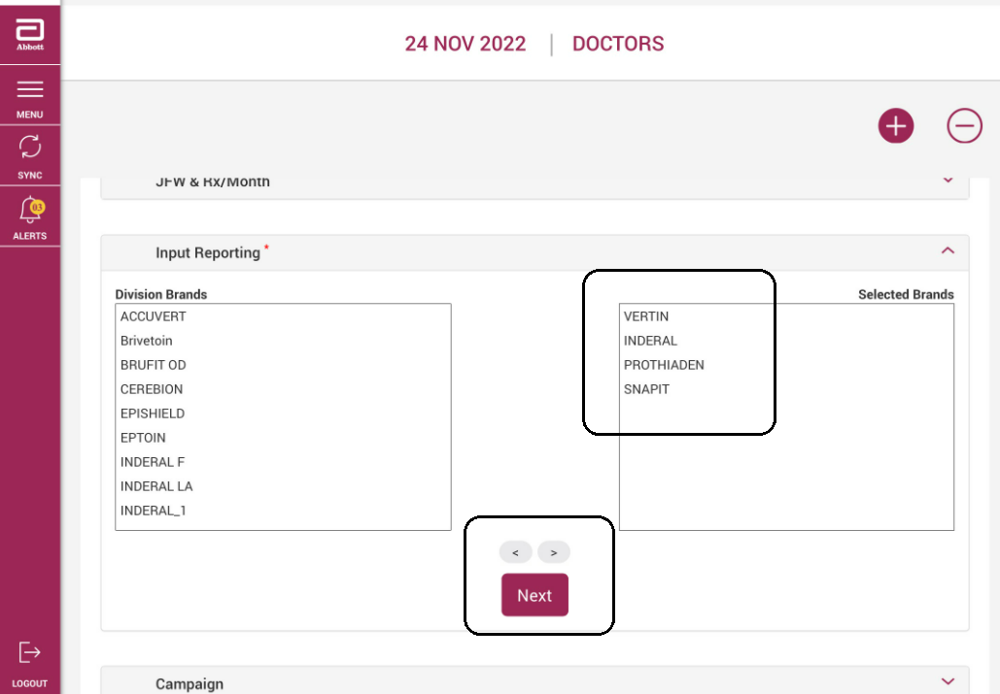 Abbott
24 NOV 2022 | DOCTORS
MENU
SYNC
03
ALERTS
JFW & Rx/Month
Input Reporting *
Division Brands
ACCUVERT
Brivetoin
BRUFIT OD
CEREBION
EPISHIELD
EPTOIN
INDERAL F
INDERAL LA
INDERAL_1
Selected Brands
VERTIN
INDERAL
PROTHIADEN
SNAPIT
< >
Next
Campaign
LOGOUT